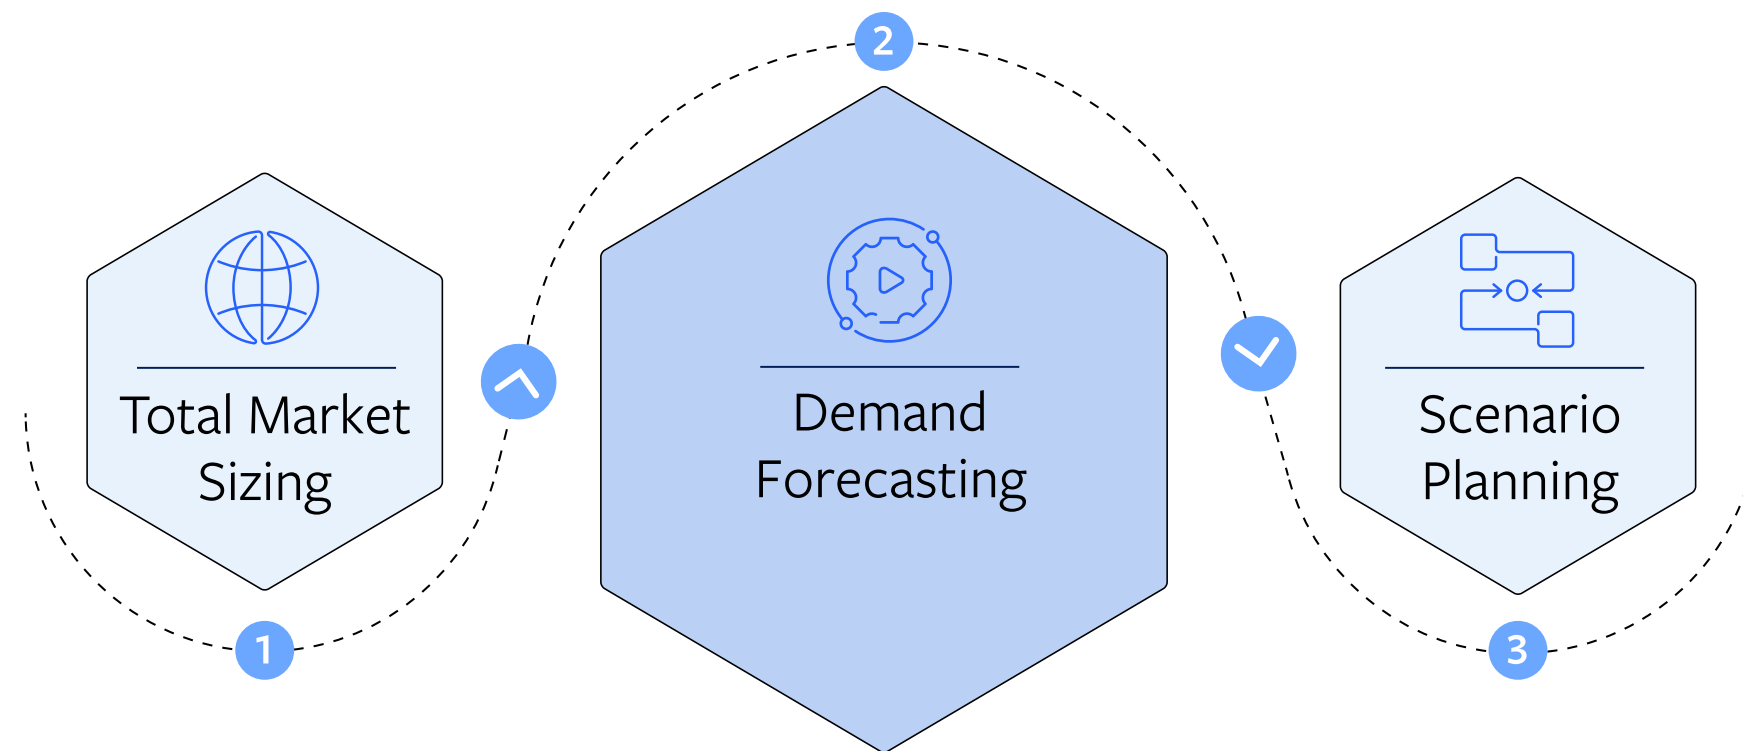 2
Total Market
Sizing
Demand
Forecasting
Scenario
Planning
1
3